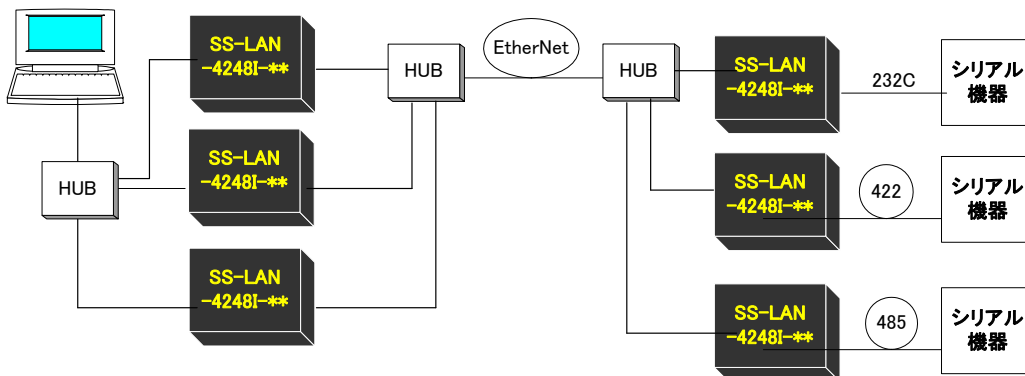 SS-LAN
-4248I-**
HUB
EtherNet
HUB
SS-LAN
-4248I-**
232C
シリアル
機器
SS-LAN
-4248I-**
HUB
SS-LAN
-4248I-**
422
シリアル
機器
SS-LAN
-4248I-**
SS-LAN
-4248I-**
485
シリアル
機器